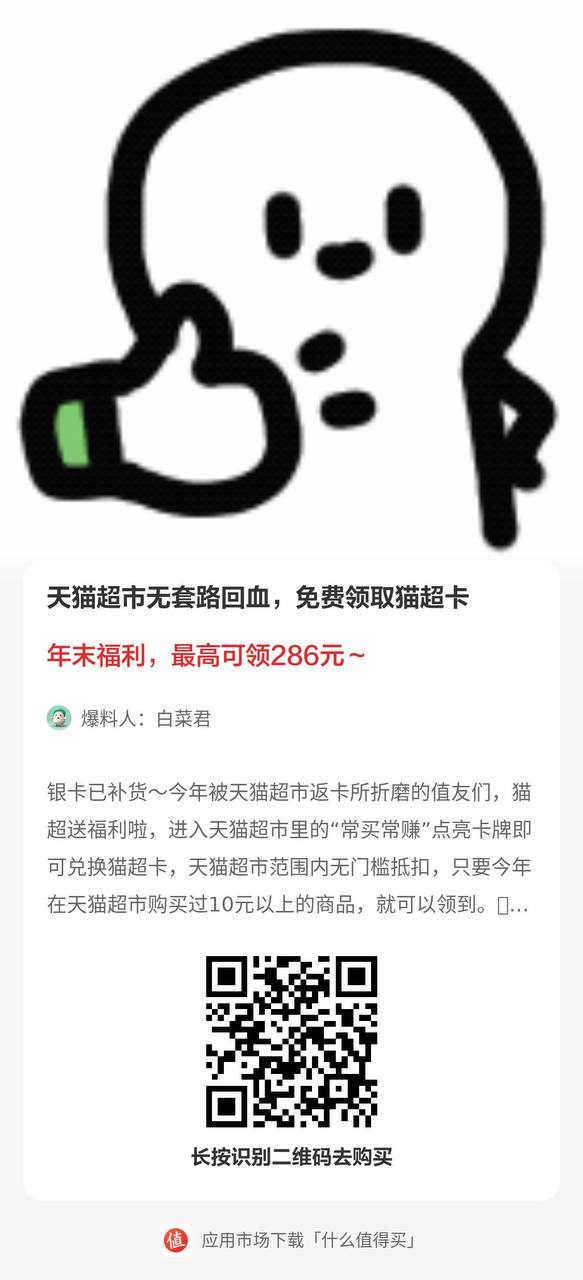 天猫超市无套路回血，免费领取猫超卡
年末福利，最高可领286元～
爆料人：白菜君
银卡已补货～今年被天猫超市返卡所折磨的值友们，猫
超送福利啦，进入天猫超市里的“常买常赚”点亮卡牌即
可兑换猫超卡，天猫超市范围内无门槛抵扣，只要今年
在天猫超市购买过10元以上的商品，就可以领到。▯...
长按识别二维码去购买
值 应用市场下载「什么值得买」